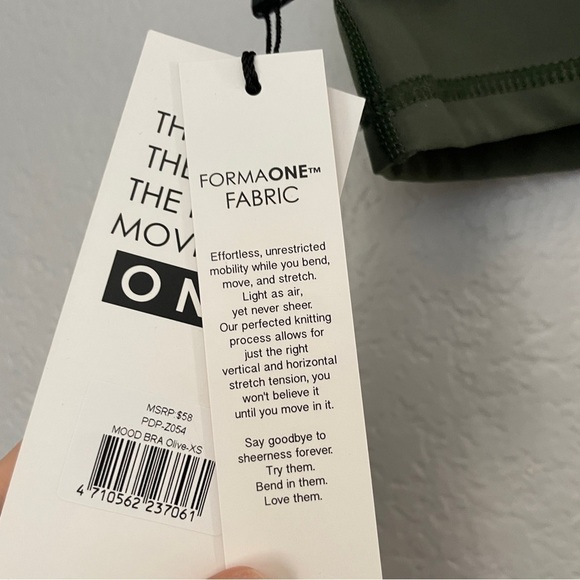 THE
MOV
MSRP:$58
PDP-Z054
MOOD BRA Olive-XS
4 710562 237061
FORMAONE™
FABRIC
Effortless, unrestricted
mobility while you bend,
move, and stretch.
Light as air,
yet never sheer.
Our perfected knitting
process allows for
just the right
vertical and horizontal
stretch tension, you
won't believe it
until you move in it.
Say goodbye to
sheerness forever.
Try them.
Bend in them.
Love them.